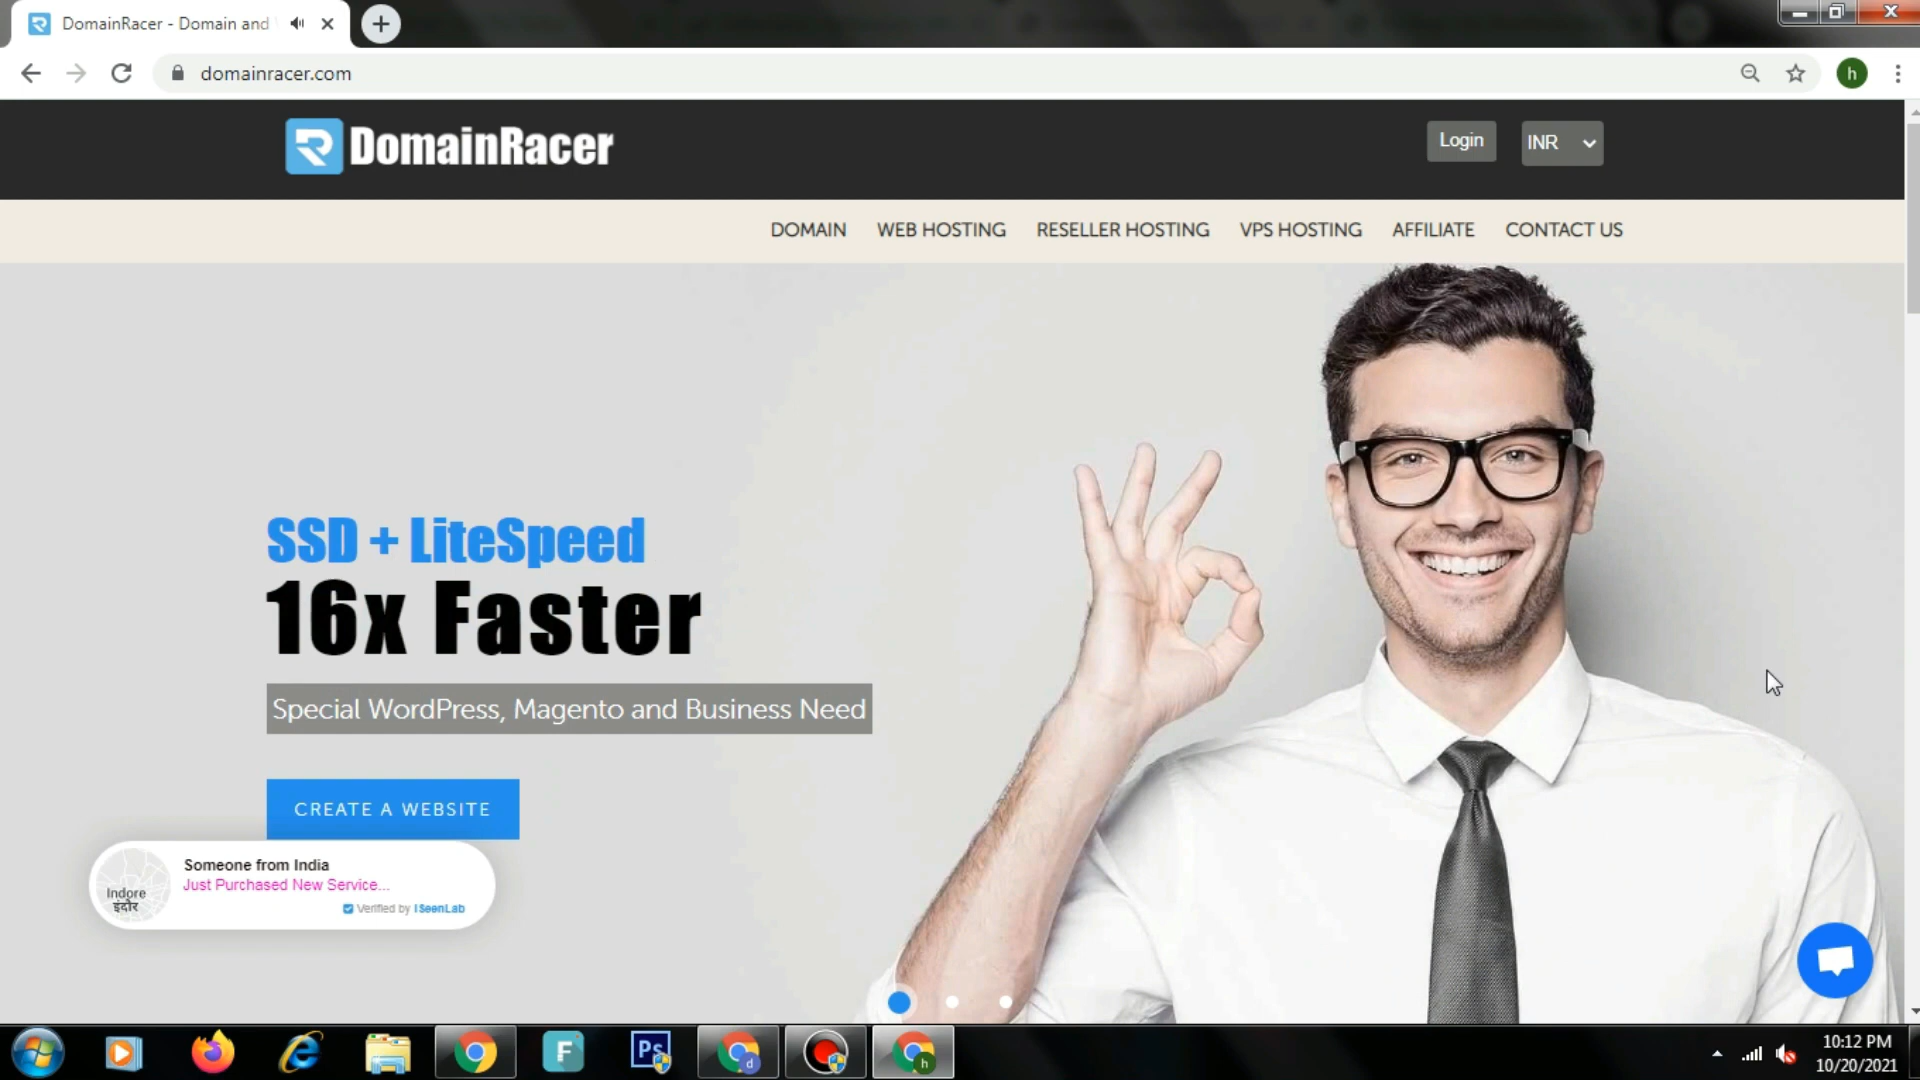 DomainRacer - Domain and
domainracer.com
h
DomainRacer
Login
INR
DOMAIN WEB HOSTING RESELLER HOSTING VPS HOSTING AFFILIATE CONTACT US
SSD + LiteSpeed
16x Faster
Special WordPress, Magento and Business Need
CREATE A WEBSITE
Indore
इंदौर
Someone from India
Just Purchased New Service...
Verified by ISeenLab
F
Ps
d
h
10:12 PM
10/20/2021